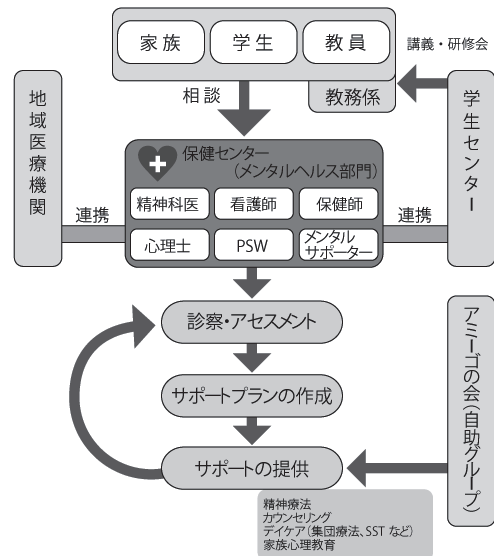 家族
学生
教員
教務係
講義・研修会
相談
地域医療機関
学生センター
保健センター
(メンタルヘルス部門)
精神科医
看護師
保健師
心理士
PSW
メンタル
サポーター
連携
連携
診察・アセスメント
サポートプランの作成
サポートの提供
アミーゴの会(自助グループ)
精神療法
カウンセリング
デイケア(集団療法、SST など)
家族心理教育